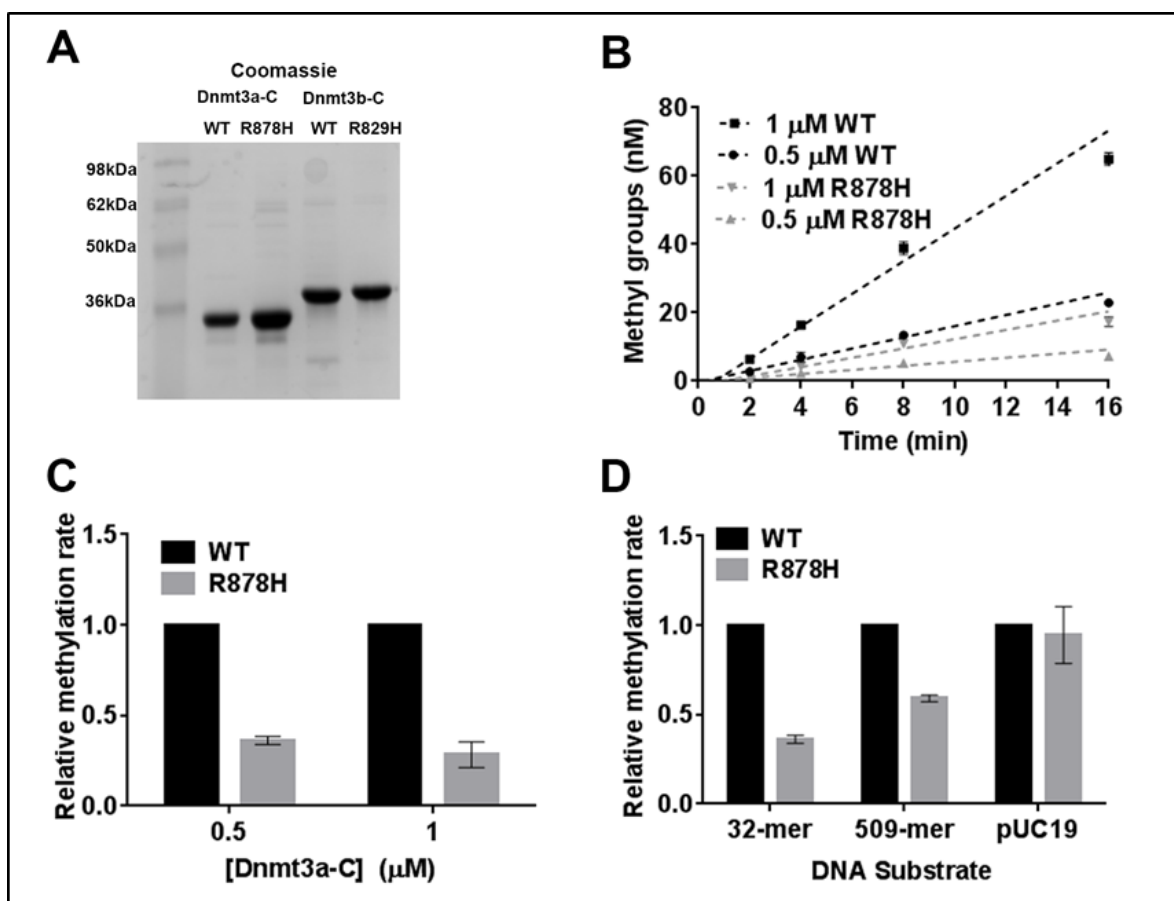 A
Coomassie
Dnmt3a-C Dnmt3b-C
WT R878H WT R829H
98kDa
62kDa
50kDa
36kDa
B
Methyl groups (nM)
80
60
40
20
0
1 μM WT
0.5 μM WT
1 μM R878H
0.5 μM R878H
0 2 4 6 8 10 12 14 16
Time (min)
C
Relative methylation rate
1.5
1.0
0.5
0.0
WT
R878H
0.5 1
[Dnmt3a-C] (μM)
D
Relative methylation rate
1.5
1.0
0.5
0.0
WT
R878H
32-mer 509-mer pUC19
DNA Substrate